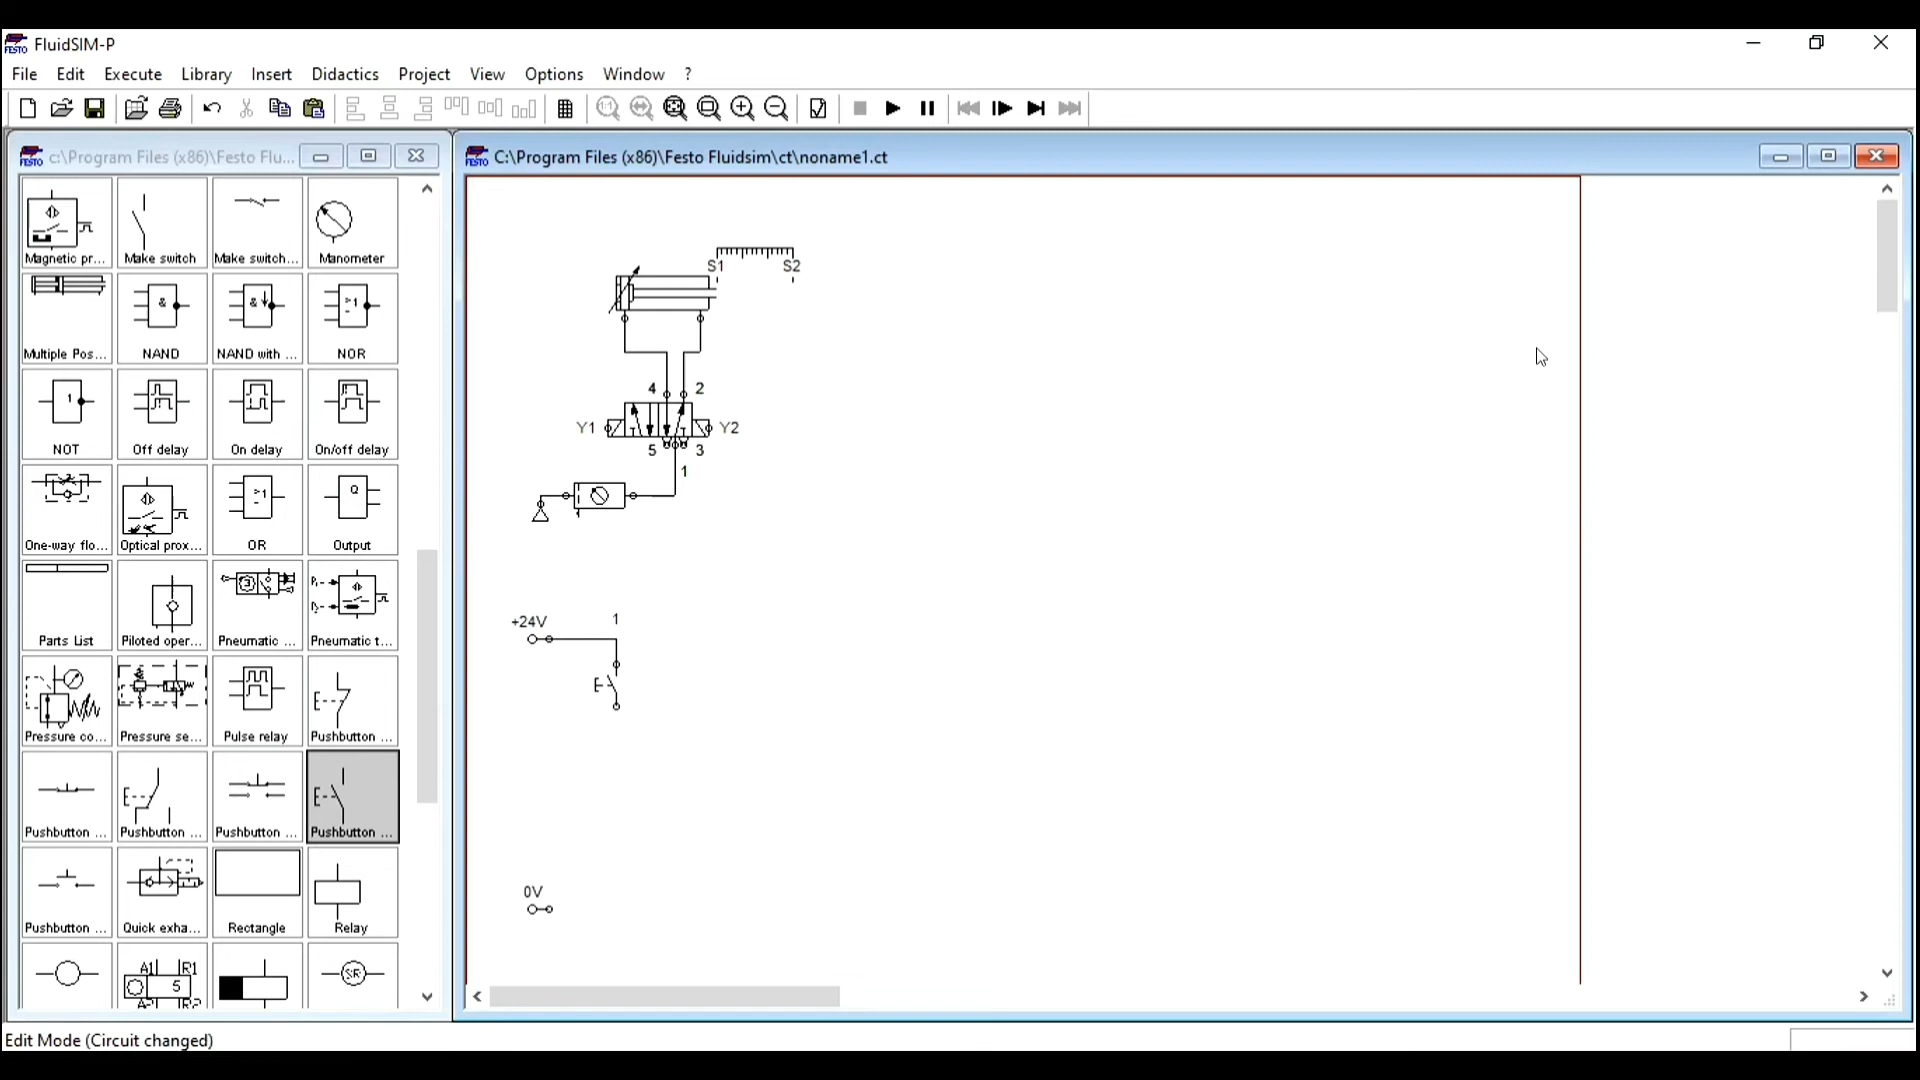 FluidSIM-P
File Edit Execute Library Insert Didactics Project View Options Window ?
c:\Program Files (x86)\Festo Flu...
C:\Program Files (x86)\Festo Fluidsim\ct\noname1.ct
Magnetic pr... Make switch Make switch... Manometer
Multiple Pos... NAND NAND with ... NOR
NOT Off delay On delay On/off delay
One-way flo... Optical prox... OR Output
Parts List Piloted oper... Pneumatic ... Pneumatic t...
Pressure co... Pressure se... Pulse relay Pushbutton ...
Pushbutton ... Pushbutton ... Pushbutton ... Pushbutton ...
Pushbutton ... Quick exha... Rectangle Relay
A1 R1
5
SR
S1 S2
4 2
Y1 Y2
5 3
1
+24V 1
0V
Edit Mode (Circuit changed)